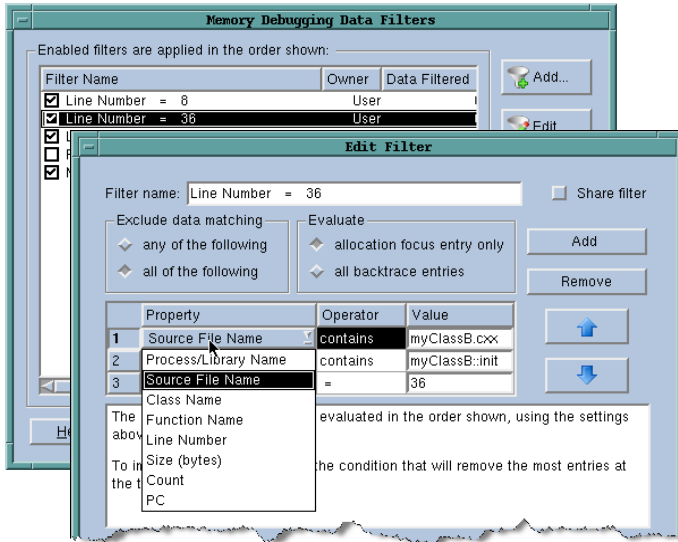 Memory Debugging Data Filters
Enabled filters are applied in the order shown:
Filter Name Owner Data Filtered
Add...
Line Number = 8 User
Line Number = 36 User
Edit
Edit Filter
Filter name: Line Number = 36
Share filter
Exclude data matching
any of the following
all of the following
Evaluate
allocation focus entry only
all backtrace entries
Add
Remove
Property Operator Value
1 Source File Name contains myClassB.cxx
2 contains myClassB::init
3 = 36
Process/Library Name
Source File Name
Class Name
Function Name
Line Number
Size (bytes)
Count
PC
The evaluated in the order shown, using the settings
abov
To im the condition that will remove the most entries at
the t
He